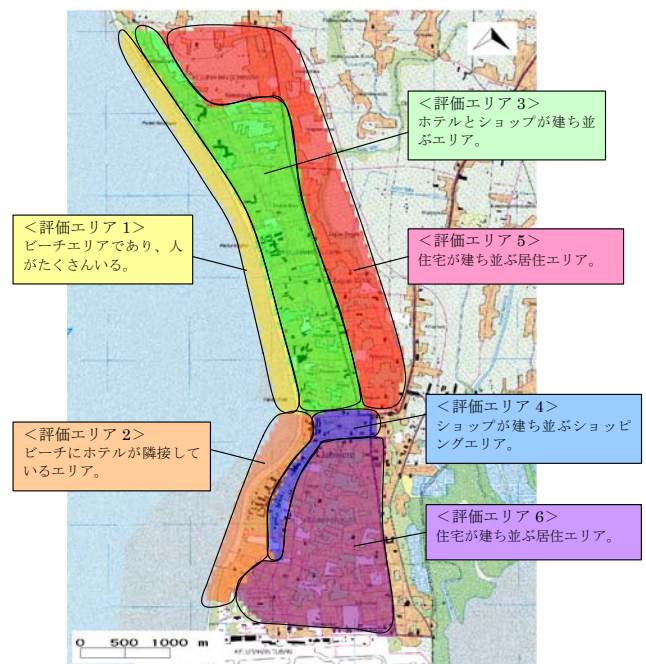 ＜評価エリア 3＞
ホテルとショップが建ち並
ぶエリア。
＜評価エリア 1＞
ビーチエリアであり、人
がたくさんいる。
＜評価エリア 5＞
住宅が建ち並ぶ居住エリア。
＜評価エリア 4＞
ショップが建ち並ぶショッピ
ングエリア。
＜評価エリア 2＞
ビーチにホテルが隣接して
いるエリア。
＜評価エリア 6＞
住宅が建ち並ぶ居住エリア。
0 500 1000 m
KELURAHAN TUBAN